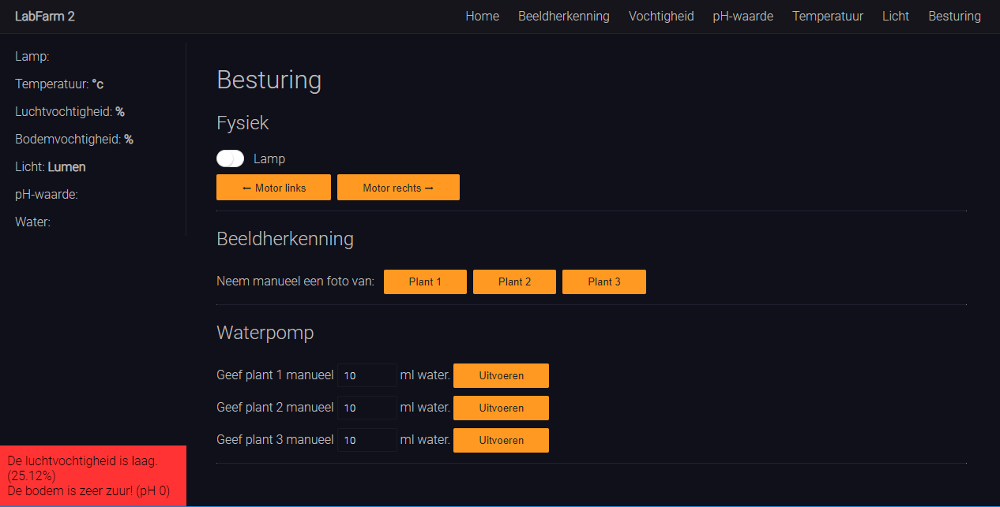 LabFarm 2
Home Beeldherkenning Vochtigheid pH-waarde Temperatuur Licht Besturing
Lamp:
Temperatuur: °c
Luchtvochtigheid: %
Bodemvochtigheid: %
Licht: Lumen
pH-waarde:
Water:
Besturing
Fysiek
Lamp
← Motor links Motor rechts →
Beeldherkenning
Neem manueel een foto van: Plant 1 Plant 2 Plant 3
Waterpomp
Geef plant 1 manueel 10 ml water. Uitvoeren
Geef plant 2 manueel 10 ml water. Uitvoeren
Geef plant 3 manueel 10 ml water. Uitvoeren
De luchtvochtigheid is laag.
(25.12%)
De bodem is zeer zuur! (pH 0)